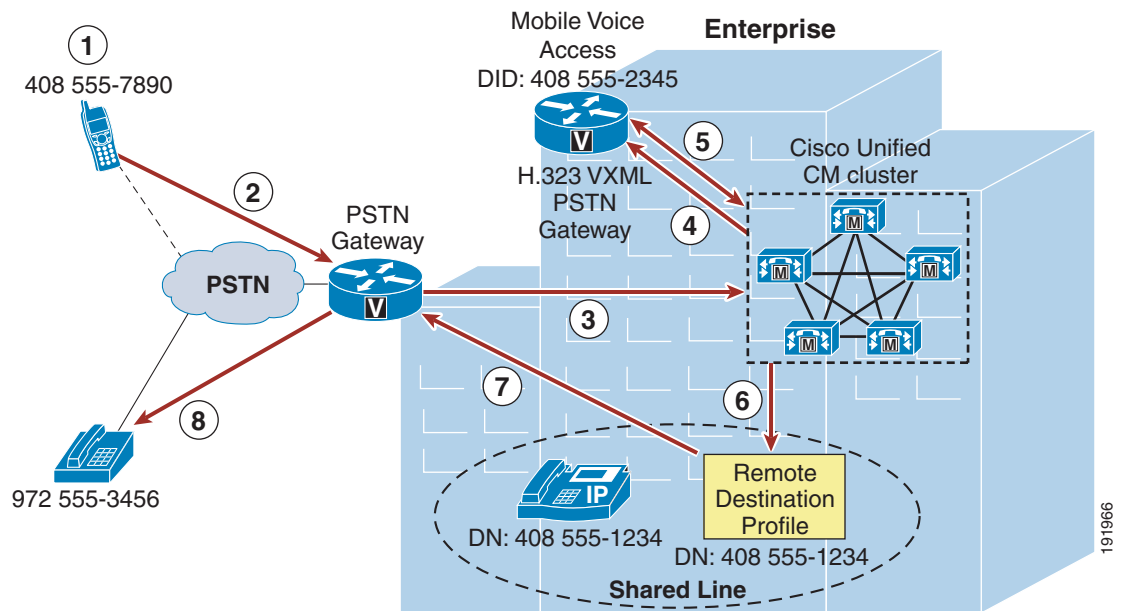 1
408 555-7890
Mobile Voice
Access
DID: 408 555-2345
Enterprise
V
H.323 VXML
PSTN
Gateway
5
4
Cisco Unified
CM cluster
M
M
M
M
M
2
PSTN
Gateway
PSTN
V
3
7
6
8
972 555-3456
IP
DN: 408 555-1234
Remote
Destination
Profile
DN: 408 555-1234
Shared Line
191966